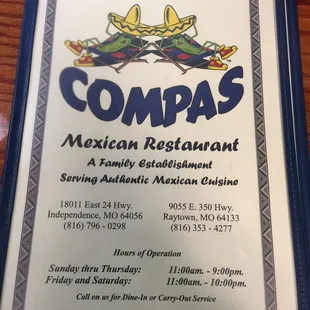 COMPAS
Mexican Restaurant
A Family Establishment
Serving Authentic Mexican Cuisine
18011 East 24 Hwy.
Independence, MO 64056
(816) 796 - 0298
9055 E. 350 Hwy.
Raytown, MO 64133
(816) 353 - 4277
Hours of Operation
Sunday thru Thursday: 11:00am. - 9:00pm.
Friday and Saturday: 11:00am. - 10:00pm.
Call on us for Dine-In or Carry-Out Service